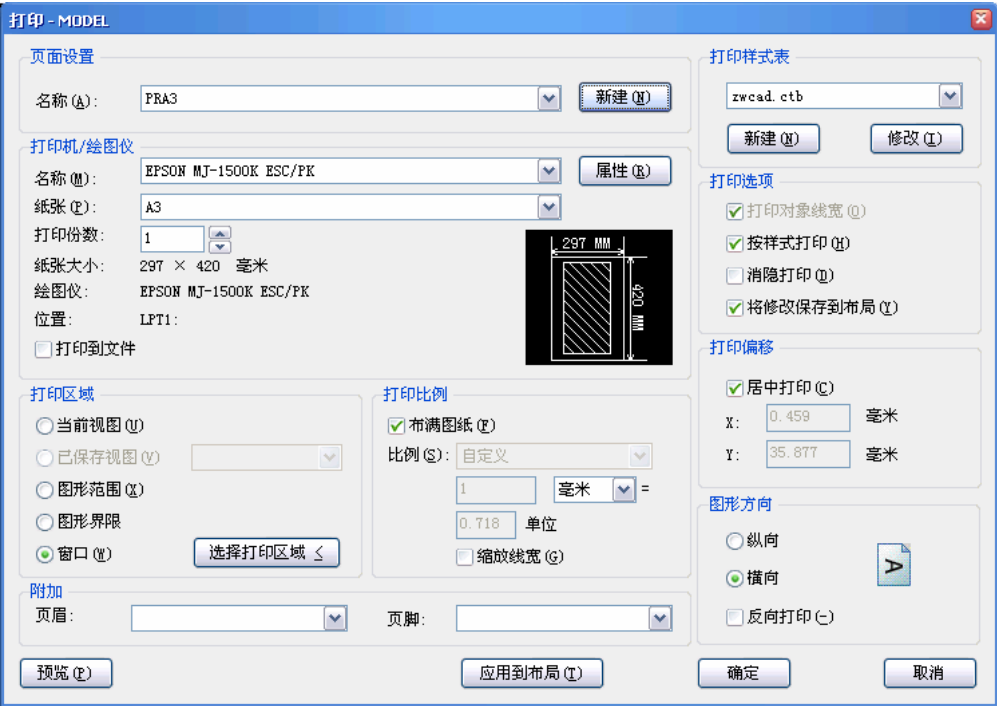 打印 - MODEL
页面设置
名称(A):
PRA3
新建(N)
打印机/绘图仪
名称(M):
EPSON MJ-1500K ESC/PK
属性(R)
纸张(P):
A3
打印份数:
1
纸张大小: 297 × 420 毫米
绘图仪: EPSON MJ-1500K ESC/PK
位置: LPT1:
打印到文件
297 MM
420 MM
打印区域
当前视图(U)
已保存视图(V)
图形范围(X)
图形界限
窗口(W)
选择打印区域 <
打印比例
布满图纸(F)
比例(S): 自定义
1
毫米
=
0.718 单位
缩放线宽(G)
附加
页眉:
页脚:
打印样式表
zwcad.ctb
新建(N)
修改(I)
打印选项
打印对象线宽(O)
按样式打印(H)
消隐打印(D)
将修改保存到布局(Y)
打印偏移
居中打印(C)
X: 0.459 毫米
Y: 35.877 毫米
图形方向
纵向
横向
A
反向打印(-)
预览(P)
应用到布局(T)
确定
取消